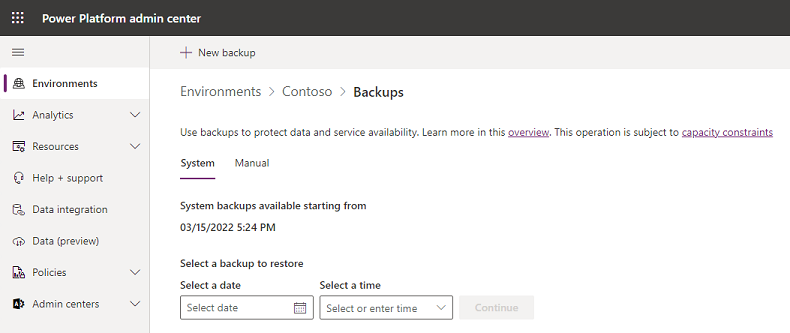 Power Platform admin center
New backup
Environments
Environments > Contoso > Backups
Analytics
Use backups to protect data and service availability. Learn more in this overview. This operation is subject to capacity constraints
Resources
System Manual
Help + support
Data integration
System backups available starting from
03/15/2022 5:24 PM
Data (preview)
Policies
Select a backup to restore
Select a date Select a time
Admin centers
Select date Select or enter time Continue